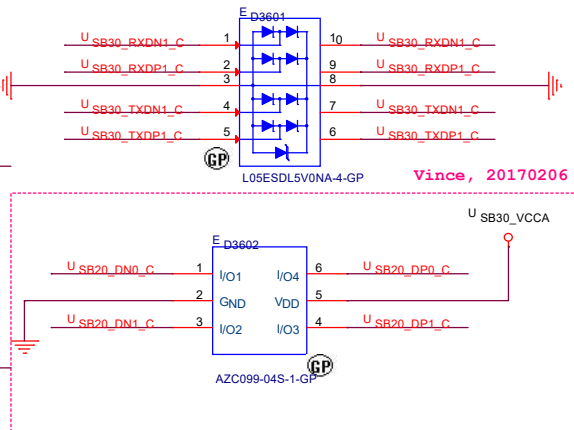 ED3601
USB30_RXDN1_C 1 10 USB30_RXDN1_C
USB30_RXDP1_C 2 9 USB30_RXDP1_C
3 8
USB30_TXDN1_C 4 7 USB30_TXDN1_C
USB30_TXDP1_C 5 6 USB30_TXDP1_C
GP
L05ESDL5V0NA-4-GP
Vince, 20170206
USB30_VCCA
ED3602
USB20_DN0_C 1 I/O1 I/O4 6 USB20_DP0_C
2 GND VDD 5
USB20_DN1_C 3 I/O2 I/O3 4 USB20_DP1_C
GP
AZC099-04S-1-GP